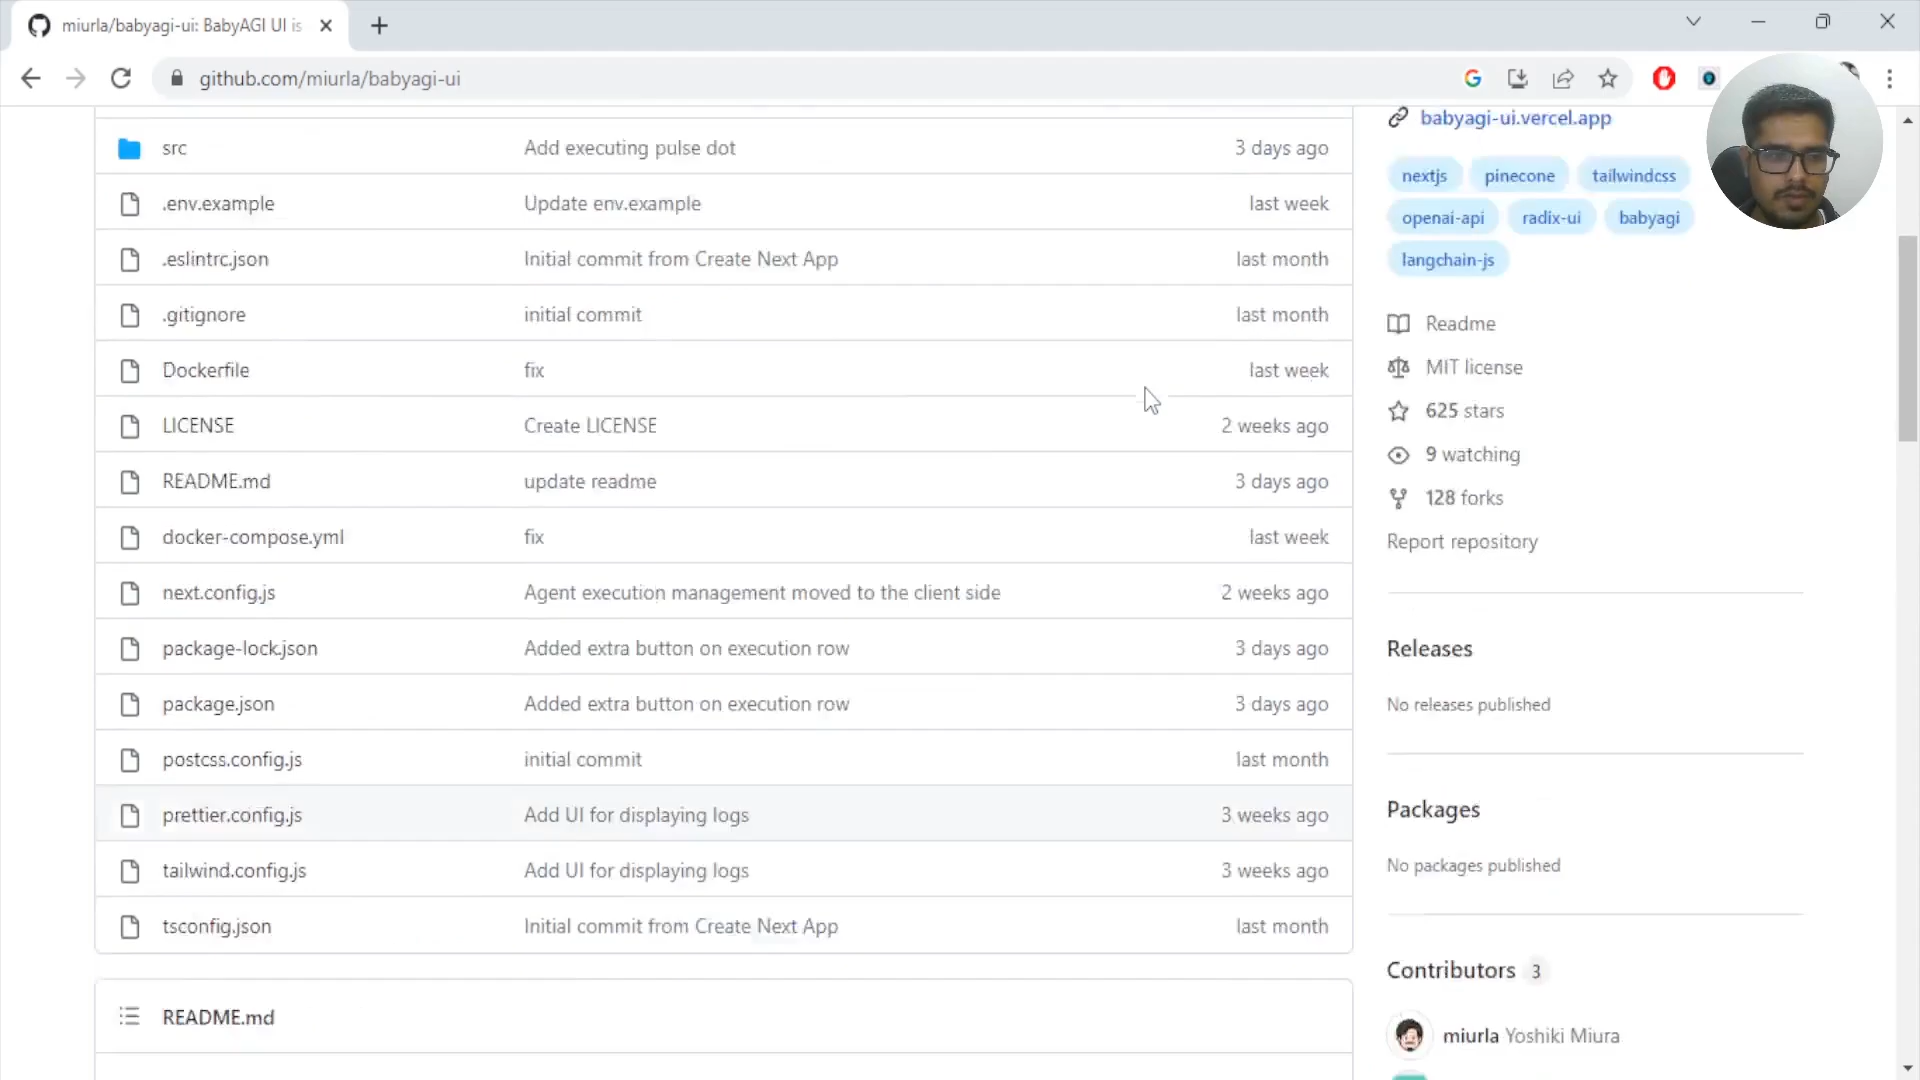 miurla/babyagi-ui: BabyAGI UI is
github.com/miurla/babyagi-ui
src Add executing pulse dot 3 days ago
.env.example Update env.example last week
.eslintrc.json Initial commit from Create Next App last month
.gitignore initial commit last month
Dockerfile fix last week
LICENSE Create LICENSE 2 weeks ago
README.md update readme 3 days ago
docker-compose.yml fix last week
next.config.js Agent execution management moved to the client side 2 weeks ago
package-lock.json Added extra button on execution row 3 days ago
package.json Added extra button on execution row 3 days ago
postcss.config.js initial commit last month
prettier.config.js Add UI for displaying logs 3 weeks ago
tailwind.config.js Add UI for displaying logs 3 weeks ago
tsconfig.json Initial commit from Create Next App last month
README.md
babyagi-ui.vercel.app
nextjs pinecone tailwindcss
openai-api radix-ui babyagi
langchain-js
Readme
MIT license
625 stars
9 watching
128 forks
Report repository
Releases
No releases published
Packages
No packages published
Contributors 3
miurla Yoshiki Miura